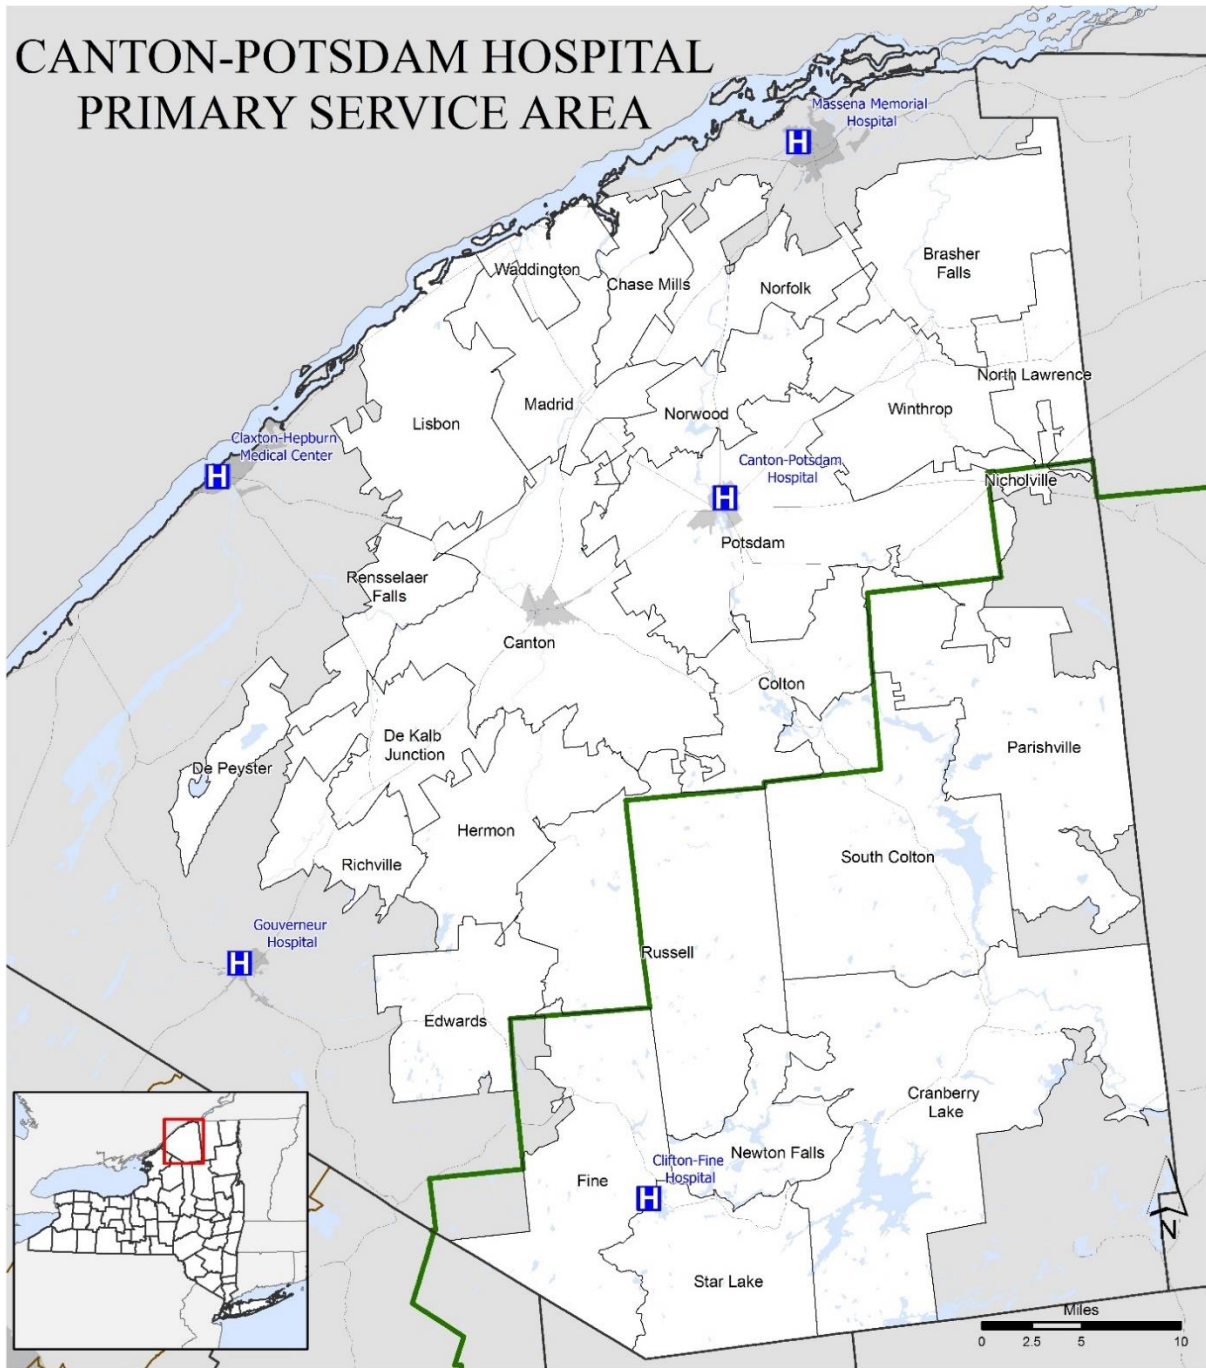 CANTON-POTSDAM HOSPITAL
PRIMARY SERVICE AREA
Massena Memorial
Hospital
H
Brasher
Falls
Waddington
Chase Mills
Norfolk
North Lawrence
Madrid
Norwood
Winthrop
Lisbon
Claxton-Hepburn
Medical Center
H
Canton-Potsdam
Hospital
H
Nicholville
Potsdam
Rensselaer
Falls
Canton
Colton
De Kalb
Junction
Parishville
De Peyster
Hermon
South Colton
Richville
Gouverneur
Hospital
H
Russell
Edwards
Cranberry
Lake
Newton Falls
Clifton-Fine
Hospital
H
Fine
Star Lake
N
Miles
0 2.5 5 10